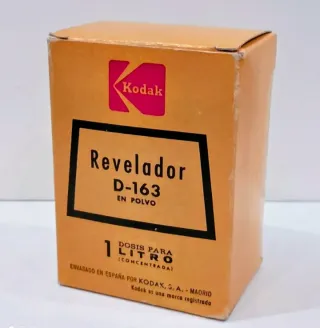 Kodak
Revelador
D-163
EN POLVO
1 DOSIS PARA
LITRO
(CONCENTRADA)
ENVASADO EN ESPAÑA POR KODAK, S. A. - MADRID
Kodak es una marca registrada